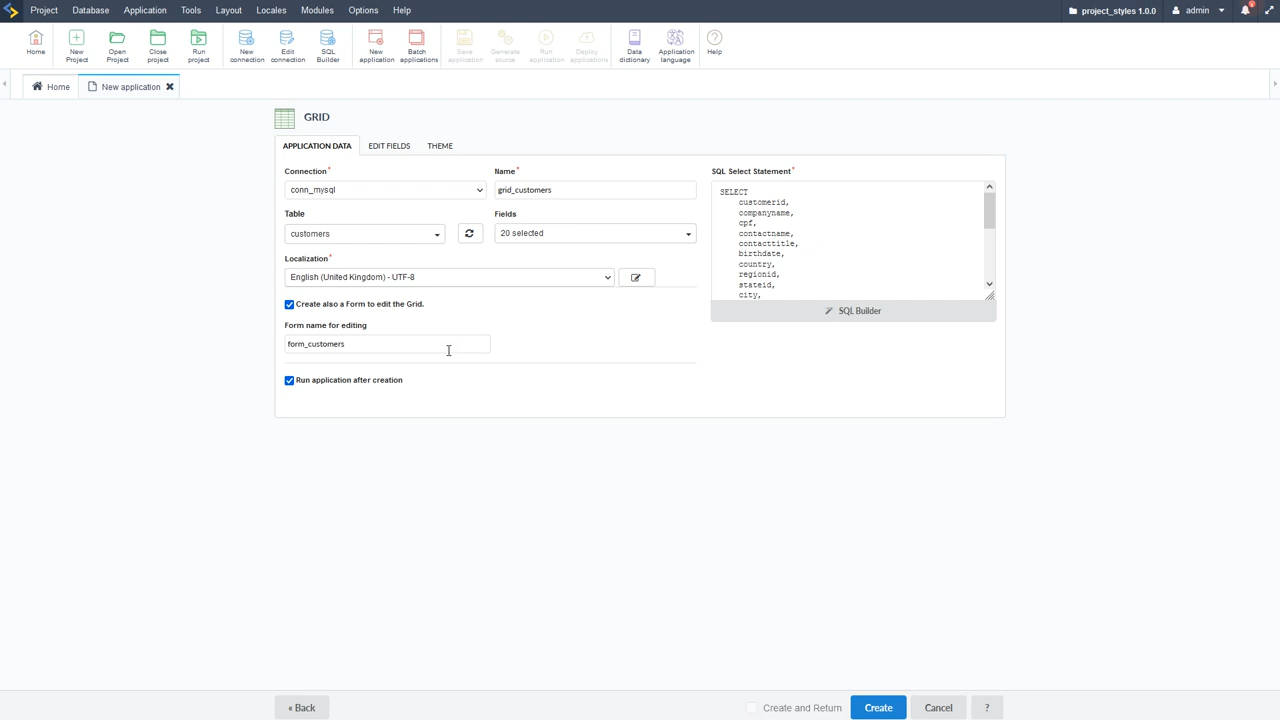 Project Database Application Tools Layout Locales Modules Options Help project_styles 1.0.0 admin
Home
New Project
Open Project
Close project
Run project
New connection
Edit connection
SQL Builder
New application
Batch applications
Save application
Generate source
Run application
Deploy applications
Data dictionary
Application language
Help
Home New application
GRID
APPLICATION DATA EDIT FIELDS THEME
Connection*
conn_mysql
Name*
grid_customers
Table
customers
Fields
20 selected
Localization*
English (United Kingdom) - UTF-8
Create also a Form to edit the Grid.
Form name for editing
form_customers
Run application after creation
SQL Select Statement*
SELECT
customerid,
companyname,
cpf,
contactname,
contacttitle,
birthdate,
country,
regionid,
stateid,
city,
SQL Builder
« Back Create and Return Create Cancel ?